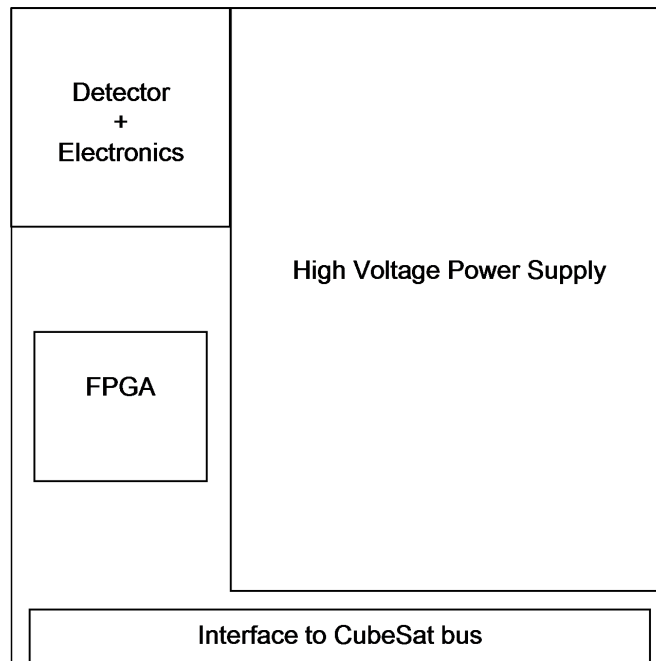 Detector
+
Electronics
High Voltage Power Supply
FPGA
Interface to CubeSat bus